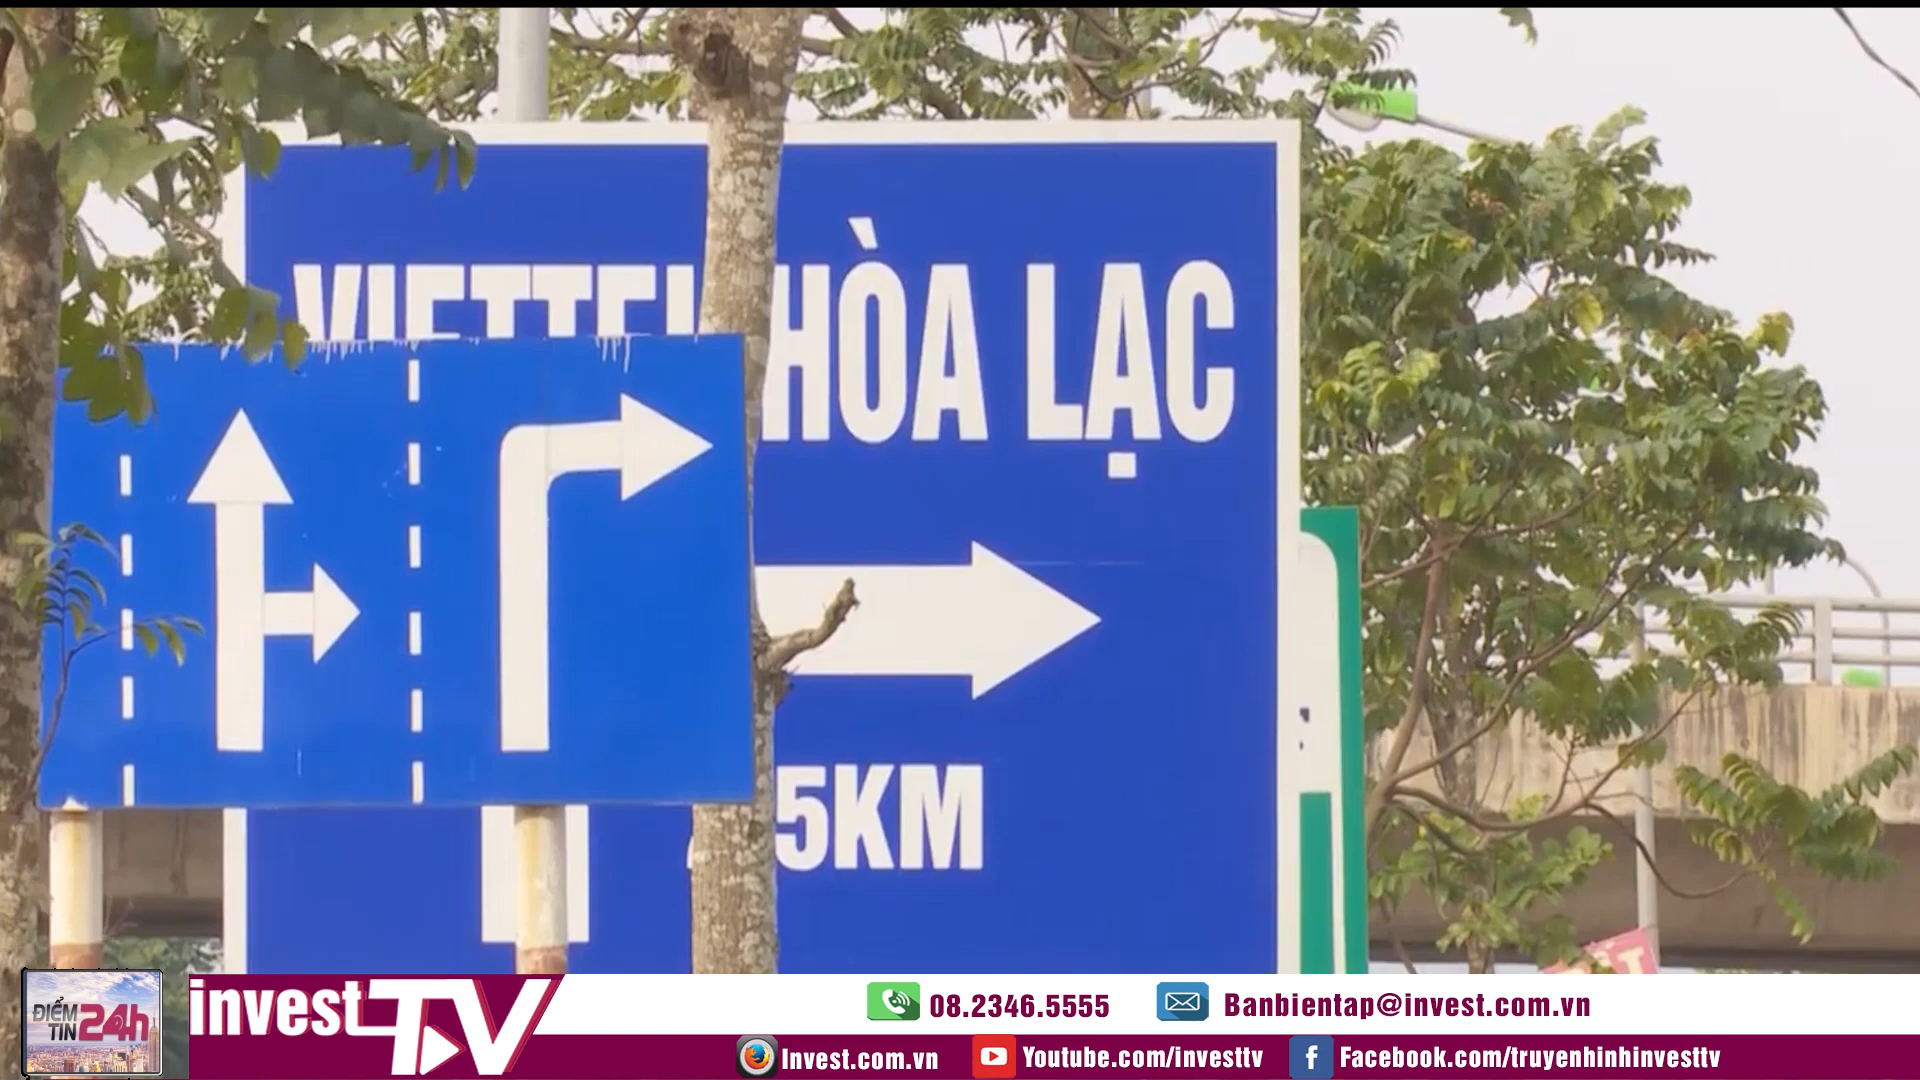 VIETTEL HÒA LẠC
5KM
ĐIỂM
TIN 24h
investTV
08.2346.5555
Banbientap@invest.com.vn
Invest.com.vn
Youtube.com/investtv
Facebook.com/truyenhinhinvesttv